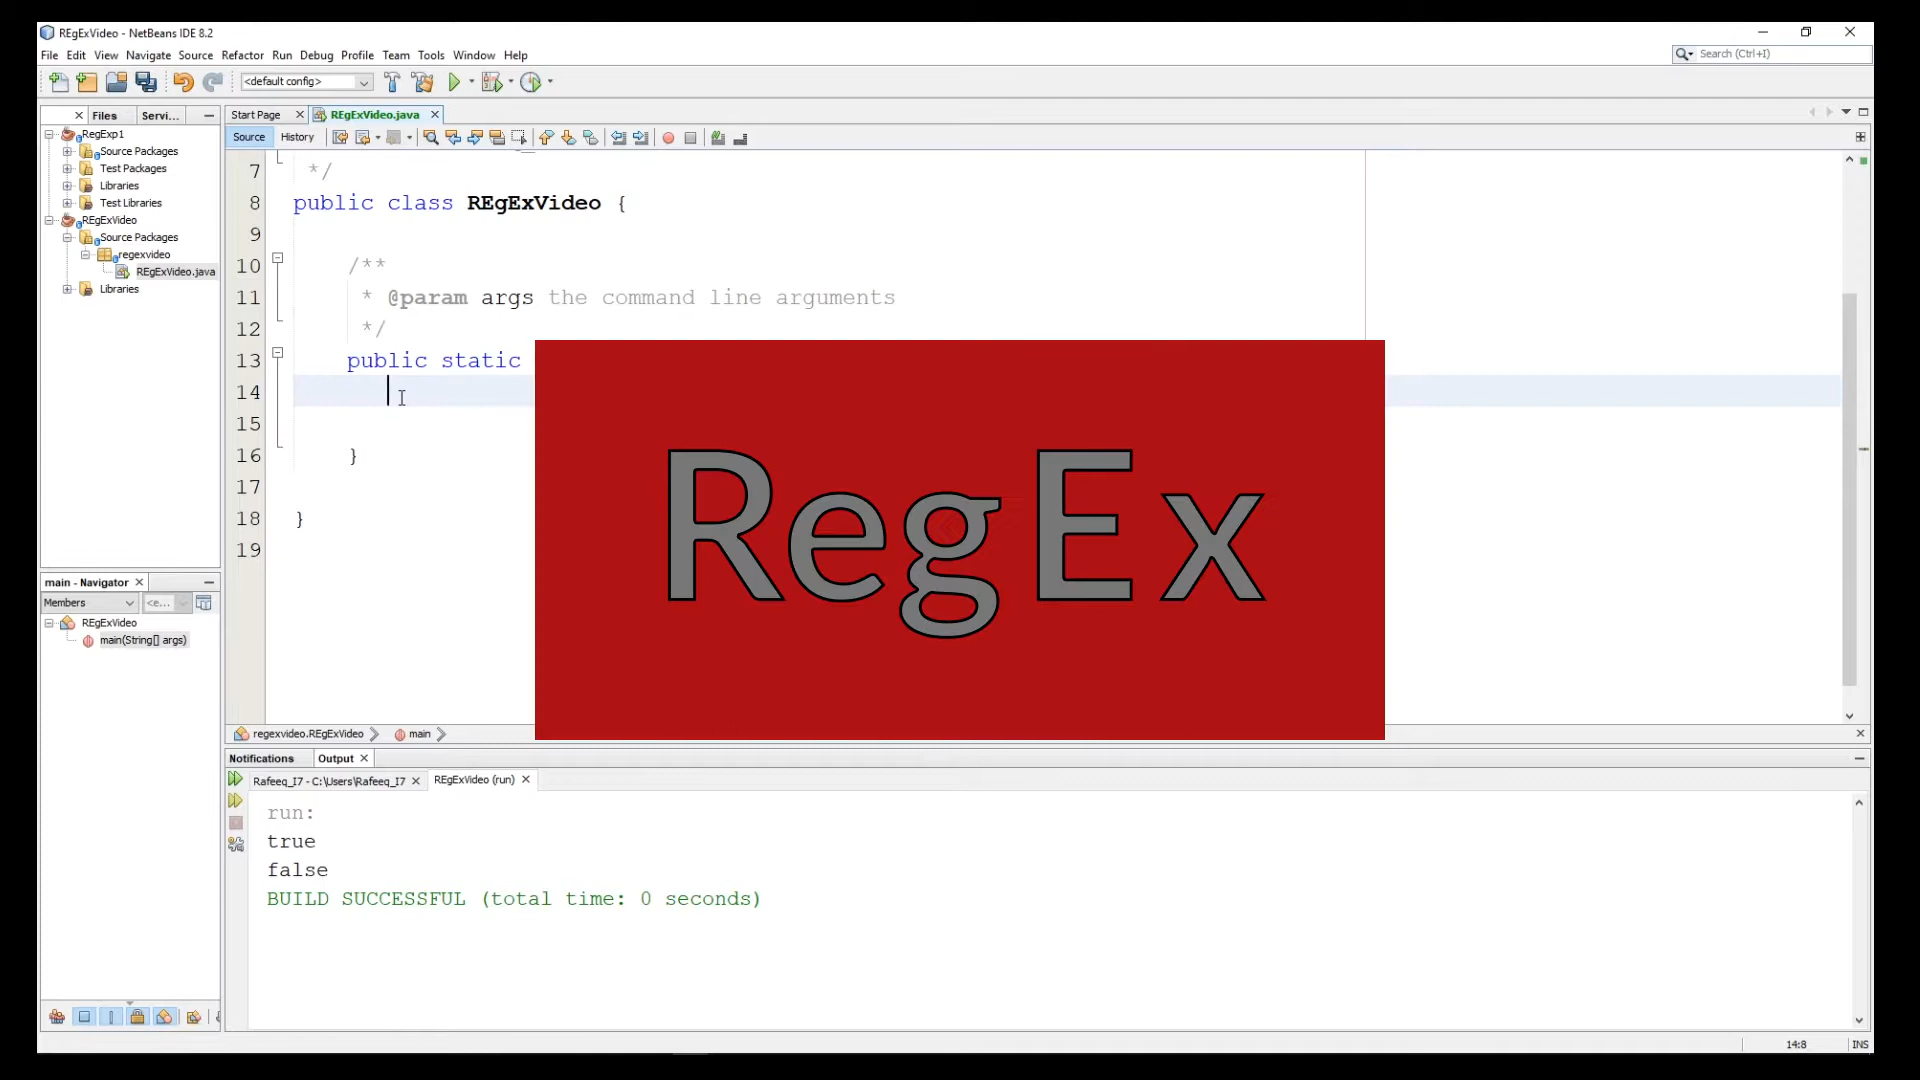 REgExVideo - NetBeans IDE 8.2
File Edit View Navigate Source Refactor Run Debug Profile Team Tools Window Help
Search (Ctrl+I)
<default config>
Files Servi...
Start Page REgExVideo.java
Source History
RegExp1
Source Packages
Test Packages
Libraries
Test Libraries
REgExVideo
Source Packages
regexvideo
REgExVideo.java
Libraries
7 */
8 public class REgExVideo {
9
10 /**
11 * @param args the command line arguments
12 */
13 public static
14
15
16 }
17
18 }
19
RegEx
main - Navigator
Members <e...
REgExVideo
main(String[] args)
regexvideo.REgExVideo main
Notifications Output
Rafeeq_I7 - C:\Users\Rafeeq_I7 REgExVideo (run)
run:
true
false
BUILD SUCCESSFUL (total time: 0 seconds)
14:8 INS